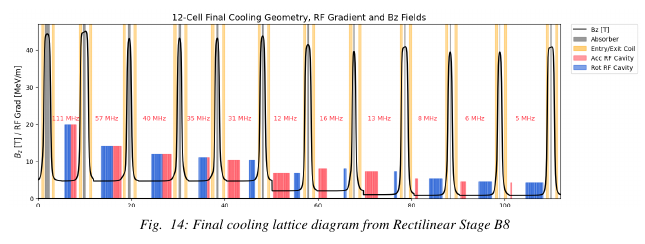 12-Cell Final Cooling Geometry, RF Gradient and Bz Fields
Bz [T]
Absorber
Entry/Exit Coil
Acc RF Cavity
Rot RF Cavity
B_z [T] / RF Grad [MeV/m]
40
30
20
10
0
111 MHz 57 MHz 40 MHz 35 MHz 31 MHz 12 MHz 16 MHz 13 MHz 8 MHz 6 MHz 5 MHz
0 20 40 60 80 100
Fig. 14: Final cooling lattice diagram from Rectilinear Stage B8